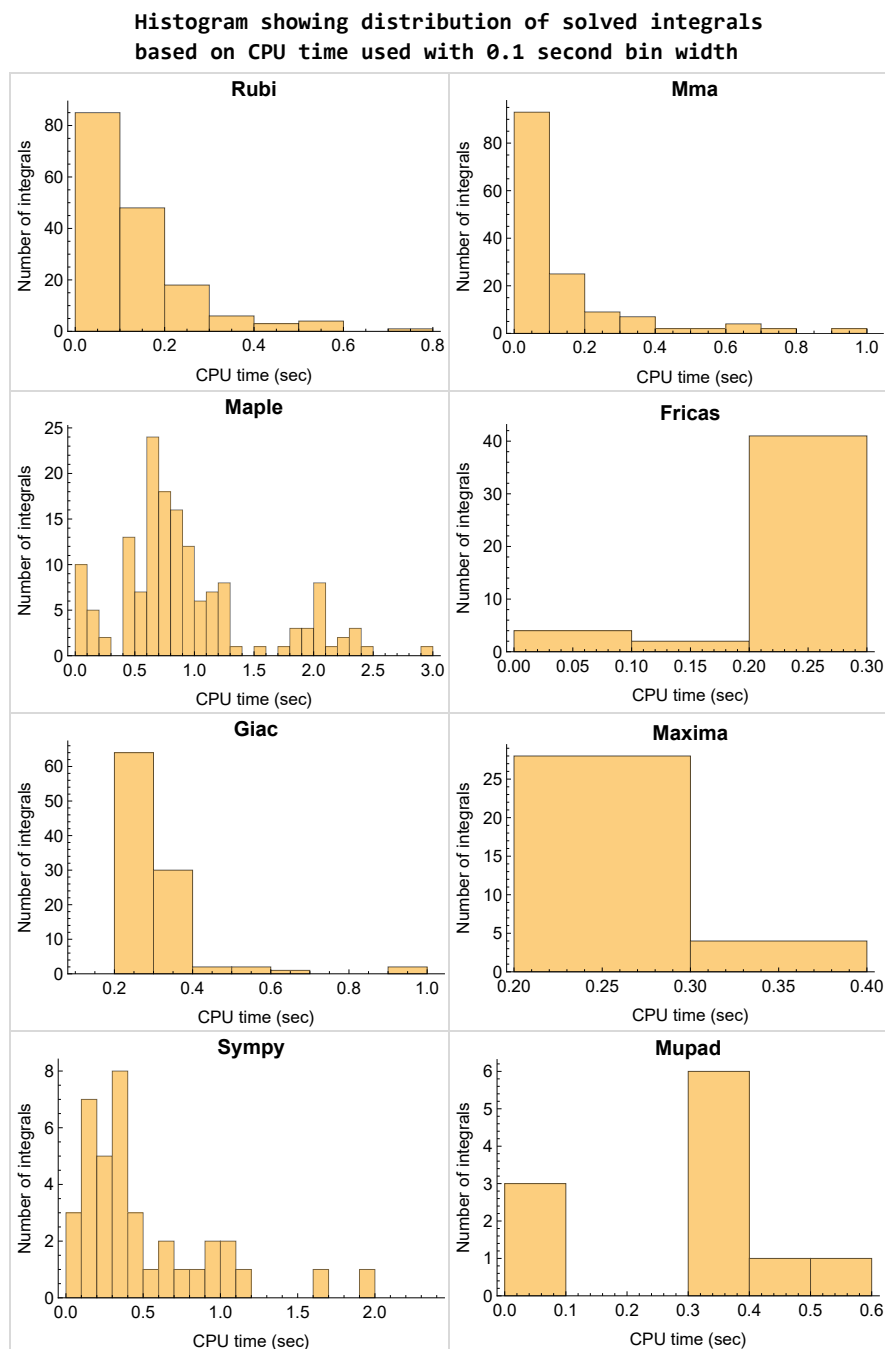 Histogram showing distribution of solved integrals
based on CPU time used with 0.1 second bin width
Rubi
Number of integrals
80
60
40
20
0
0.0 0.2 0.4 0.6 0.8
CPU time (sec)
Mma
Number of integrals
80
60
40
20
0
0.0 0.2 0.4 0.6 0.8 1.0
CPU time (sec)
Maple
Number of integrals
25
20
15
10
5
0
0.0 0.5 1.0 1.5 2.0 2.5 3.0
CPU time (sec)
Fricas
Number of integrals
40
30
20
10
0
0.00 0.05 0.10 0.15 0.20 0.25 0.30
CPU time (sec)
Giac
Number of integrals
60
50
40
30
20
10
0
0.2 0.4 0.6 0.8 1.0
CPU time (sec)
Maxima
Number of integrals
25
20
15
10
5
0
0.20 0.25 0.30 0.35 0.40
CPU time (sec)
Sympy
Number of integrals
8
6
4
2
0
0.0 0.5 1.0 1.5 2.0
CPU time (sec)
Mupad
Number of integrals
6
5
4
3
2
1
0
0.0 0.1 0.2 0.3 0.4 0.5 0.6
CPU time (sec)